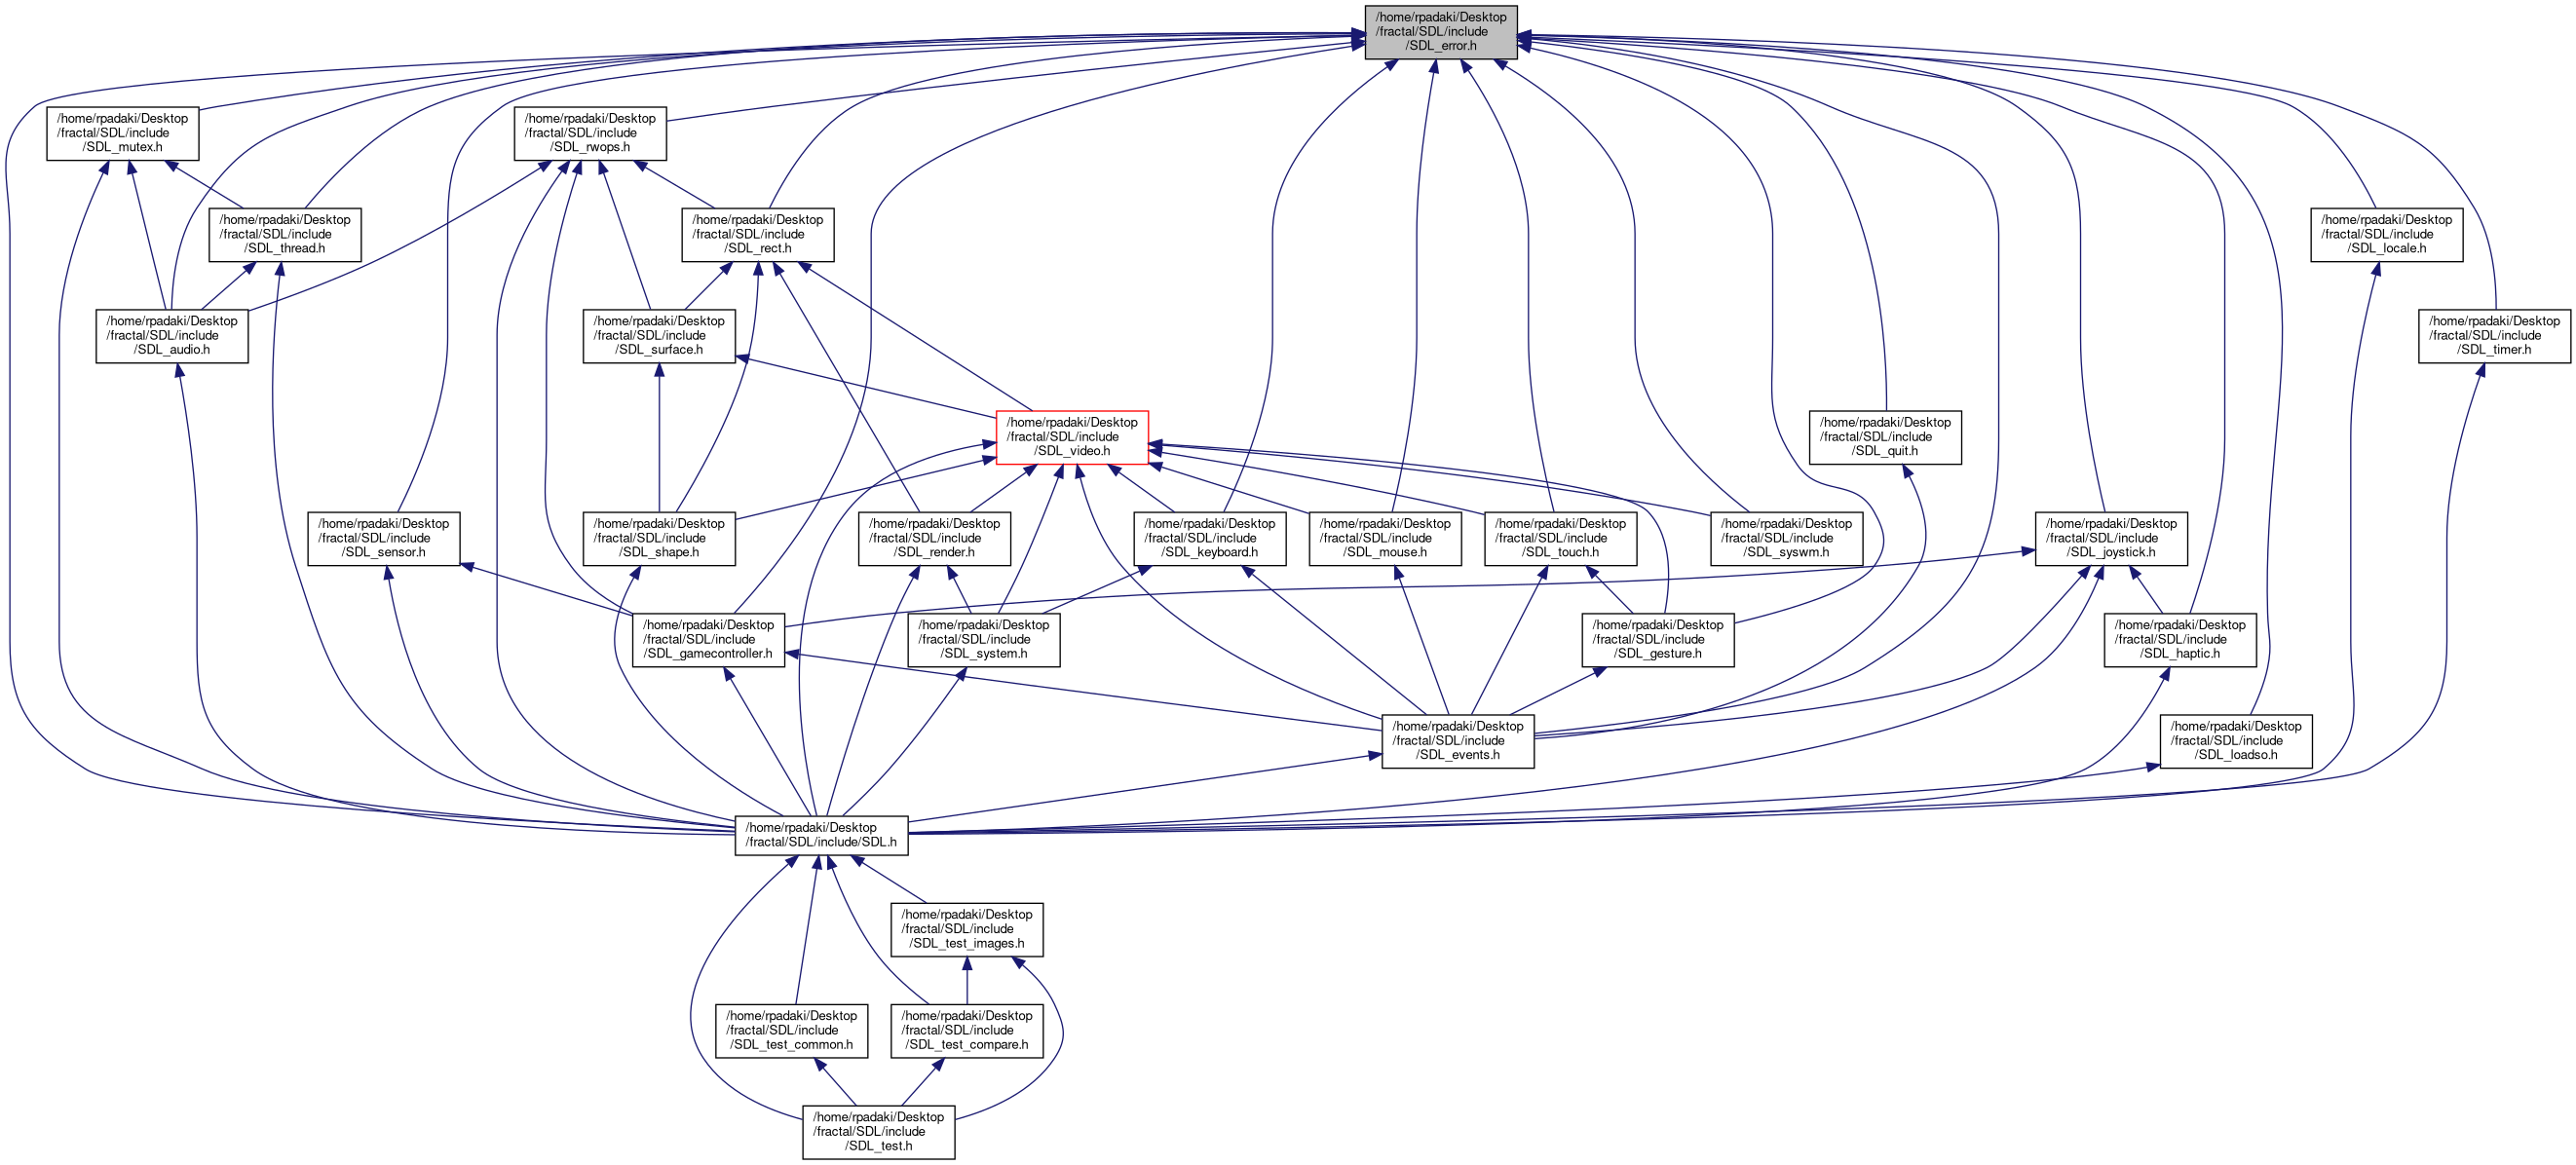 /home/rpadaki/Desktop
/fractal/SDL/include
/SDL_error.h
/home/rpadaki/Desktop
/fractal/SDL/include
/SDL_mutex.h
/home/rpadaki/Desktop
/fractal/SDL/include
/SDL_rwops.h
/home/rpadaki/Desktop
/fractal/SDL/include
/SDL_thread.h
/home/rpadaki/Desktop
/fractal/SDL/include
/SDL_rect.h
/home/rpadaki/Desktop
/fractal/SDL/include
/SDL_locale.h
/home/rpadaki/Desktop
/fractal/SDL/include
/SDL_audio.h
/home/rpadaki/Desktop
/fractal/SDL/include
/SDL_surface.h
/home/rpadaki/Desktop
/fractal/SDL/include
/SDL_timer.h
/home/rpadaki/Desktop
/fractal/SDL/include
/SDL_video.h
/home/rpadaki/Desktop
/fractal/SDL/include
/SDL_quit.h
/home/rpadaki/Desktop
/fractal/SDL/include
/SDL_sensor.h
/home/rpadaki/Desktop
/fractal/SDL/include
/SDL_shape.h
/home/rpadaki/Desktop
/fractal/SDL/include
/SDL_render.h
/home/rpadaki/Desktop
/fractal/SDL/include
/SDL_keyboard.h
/home/rpadaki/Desktop
/fractal/SDL/include
/SDL_mouse.h
/home/rpadaki/Desktop
/fractal/SDL/include
/SDL_touch.h
/home/rpadaki/Desktop
/fractal/SDL/include
/SDL_syswm.h
/home/rpadaki/Desktop
/fractal/SDL/include
/SDL_joystick.h
/home/rpadaki/Desktop
/fractal/SDL/include
/SDL_gamecontroller.h
/home/rpadaki/Desktop
/fractal/SDL/include
/SDL_system.h
/home/rpadaki/Desktop
/fractal/SDL/include
/SDL_gesture.h
/home/rpadaki/Desktop
/fractal/SDL/include
/SDL_haptic.h
/home/rpadaki/Desktop
/fractal/SDL/include
/SDL_events.h
/home/rpadaki/Desktop
/fractal/SDL/include
/SDL_loadso.h
/home/rpadaki/Desktop
/fractal/SDL/include/SDL.h
/home/rpadaki/Desktop
/fractal/SDL/include
/SDL_test_images.h
/home/rpadaki/Desktop
/fractal/SDL/include
/SDL_test_common.h
/home/rpadaki/Desktop
/fractal/SDL/include
/SDL_test_compare.h
/home/rpadaki/Desktop
/fractal/SDL/include
/SDL_test.h